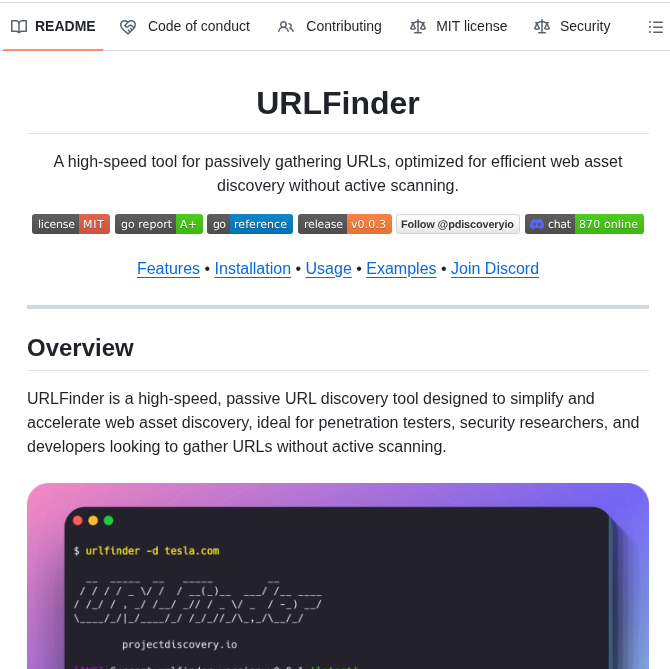 README Code of conduct Contributing MIT license Security
URLFinder
A high-speed tool for passively gathering URLs, optimized for efficient web asset
discovery without active scanning.
license MIT go report A+ go reference release v0.0.3 Follow @pdiscoveryio chat 870 online
Features • Installation • Usage • Examples • Join Discord
Overview
URLFinder is a high-speed, passive URL discovery tool designed to simplify and
accelerate web asset discovery, ideal for penetration testers, security researchers, and
developers looking to gather URLs without active scanning.
$ urlfinder -d tesla.com
projectdiscovery.io